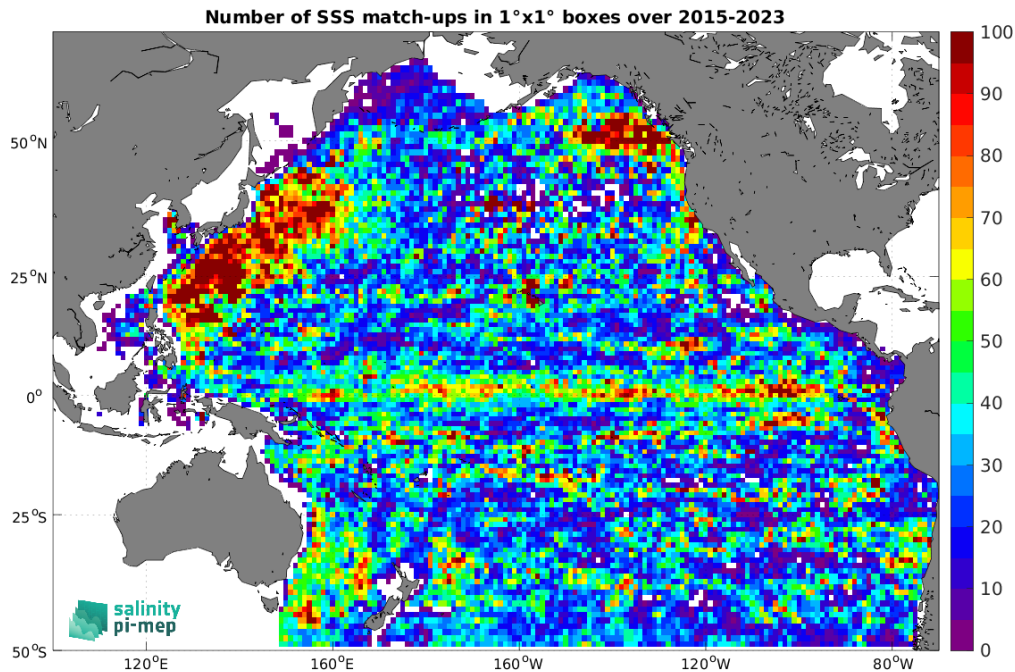 Number of SSS match-ups in 1°x1° boxes over 2015-2023
100
90
80
70
60
50
40
30
20
10
0
50°N
25°N
0°
25°S
50°S
120°E
160°E
160°W
120°W
80°W
salinity
pi-mep